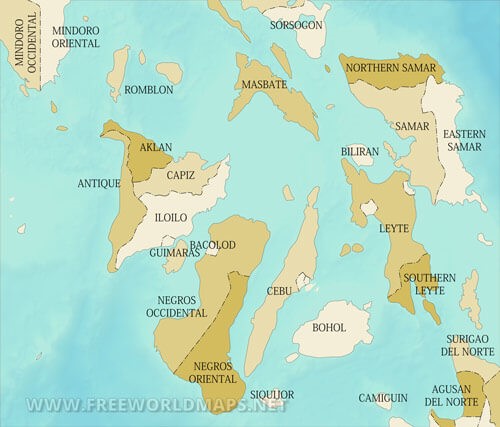 MINDORO
OCCIDENTAL
MINDORO
ORIENTAL
SORSOGON
ROMBLON
MASBATE
NORTHERN SAMAR
SAMAR
EASTERN
SAMAR
BILIRAN
AKLAN
CAPIZ
ANTIQUE
ILOILO
GUIMARAS
BACOLOD
LEYTE
SOUTHERN
LEYTE
CEBU
NEGROS
OCCIDENTAL
BOHOL
NEGROS
ORIENTAL
SIQUIJOR
CAMIGUIN
SURIGAO
DEL NORTE
AGUSAN
DEL NORTE
WWW.FREEWORLDMAPS.NET